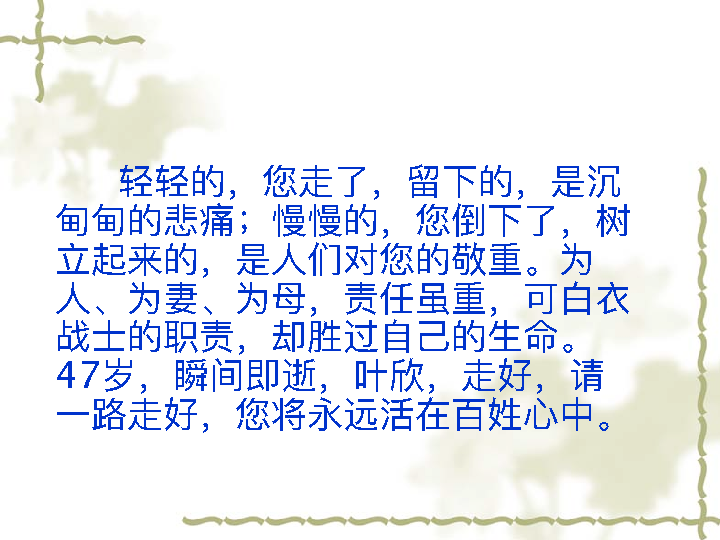 轻轻的，您走了，留下的，是沉
甸甸的悲痛；慢慢的，您倒下了，树
立起来的，是人们对您的敬重。为
人、为妻、为母，责任虽重，可白衣
战士的职责，却胜过自己的生命。
47岁，瞬间即逝，叶欣，走好，请
一路走好，您将永远活在百姓心中。